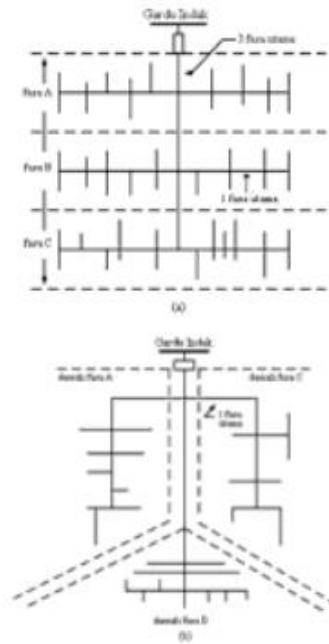 Gardu Induk
3 fasa utama
fasa A
fasa B
1 fasa utama
fasa C
(a)
Gardu Induk
daerah fasa A
daerah fasa C
3 fasa
utama
daerah fasa B
(b)